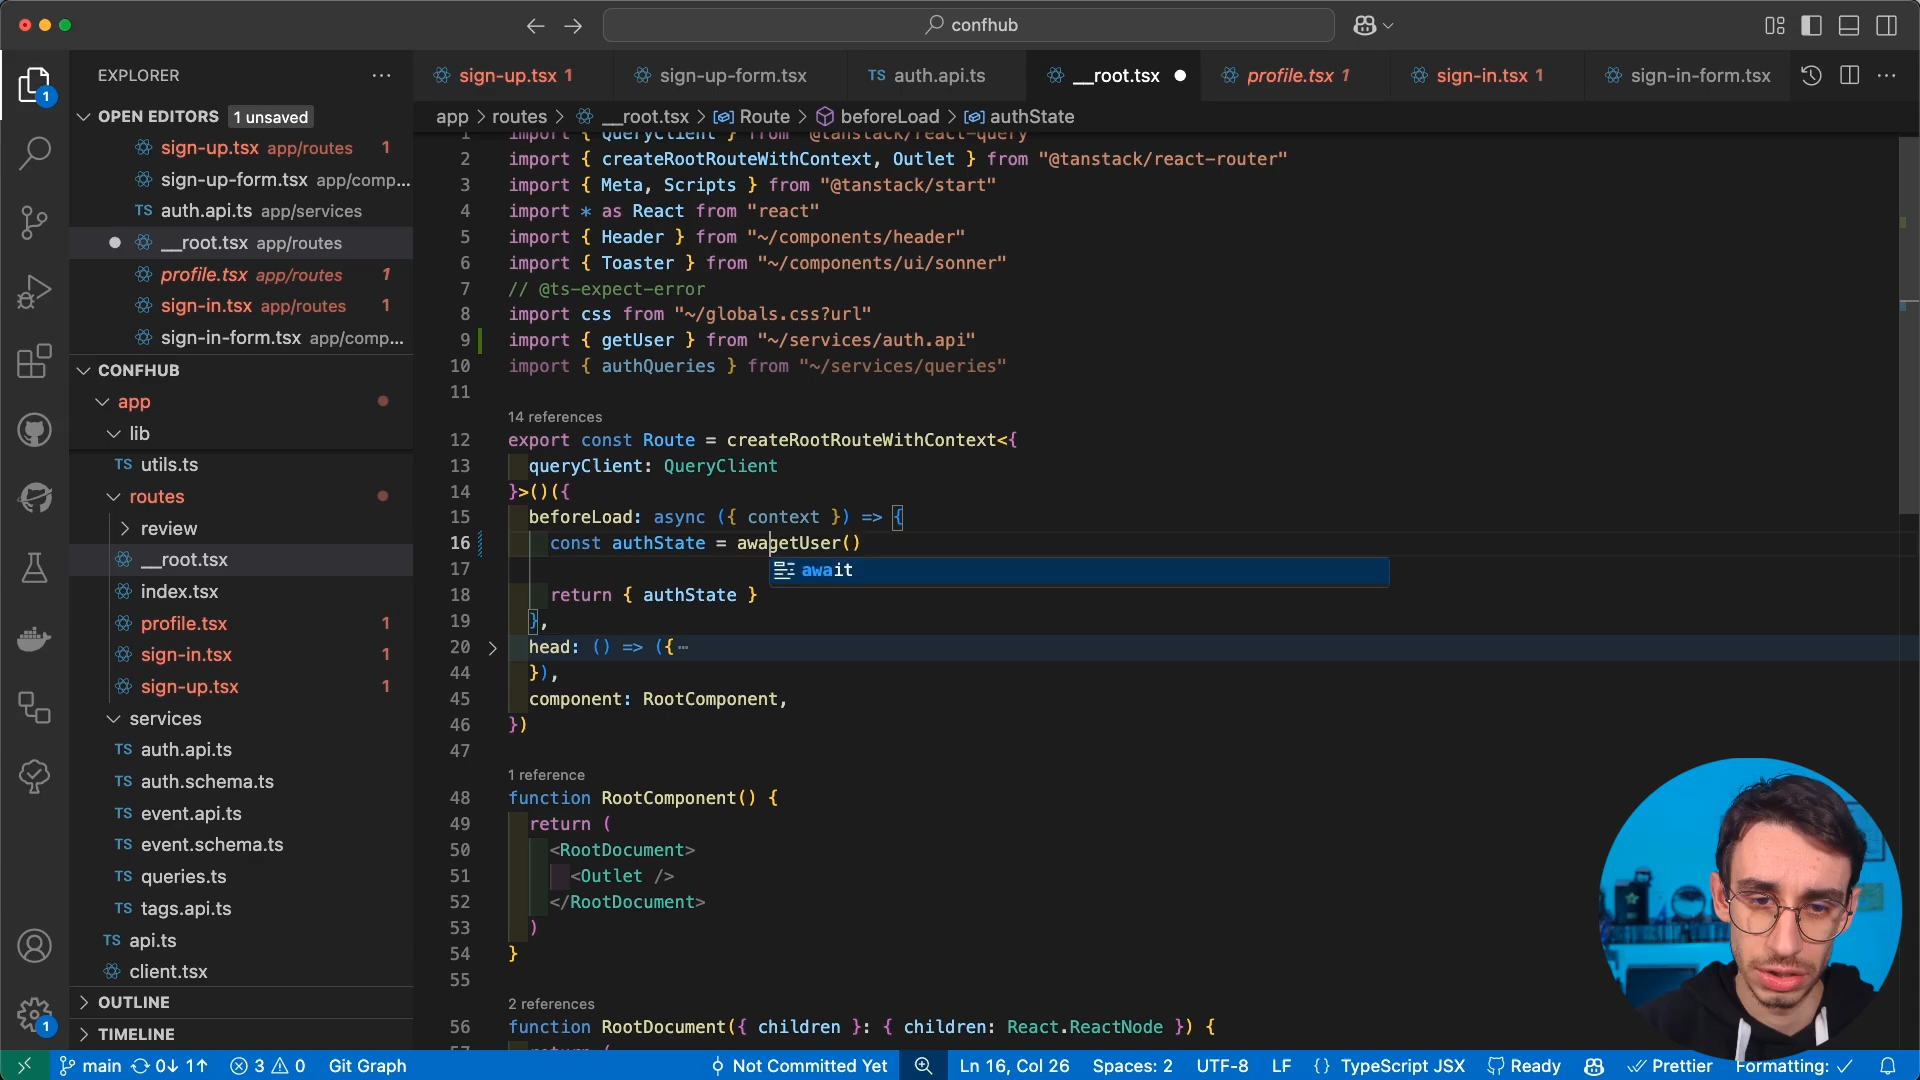 confhub
EXPLORER
OPEN EDITORS 1 unsaved
sign-up.tsx app/routes 1
sign-up-form.tsx app/comp...
TS auth.api.ts app/services
__root.tsx app/routes
profile.tsx app/routes 1
sign-in.tsx app/routes 1
sign-in-form.tsx app/comp...
CONFHUB
app
lib
TS utils.ts
routes
review
__root.tsx
index.tsx
profile.tsx 1
sign-in.tsx 1
sign-up.tsx 1
services
TS auth.api.ts
TS auth.schema.ts
TS event.api.ts
TS event.schema.ts
TS queries.ts
TS tags.api.ts
TS api.ts
client.tsx
OUTLINE
TIMELINE
1
1
sign-up.tsx 1 sign-up-form.tsx TS auth.api.ts __root.tsx profile.tsx 1 sign-in.tsx 1 sign-in-form.tsx
app > routes > __root.tsx > Route > beforeLoad > authState
1 import { QueryClient } from "@tanstack/react-query"
2 import { createRootRouteWithContext, Outlet } from "@tanstack/react-router"
3 import { Meta, Scripts } from "@tanstack/start"
4 import * as React from "react"
5 import { Header } from "~/components/header"
6 import { Toaster } from "~/components/ui/sonner"
7 // @ts-expect-error
8 import css from "~/globals.css?url"
9 import { getUser } from "~/services/auth.api"
10 import { authQueries } from "~/services/queries"
11
14 references
12 export const Route = createRootRouteWithContext<{
13 queryClient: QueryClient
14 }>()({
15 beforeLoad: async ({ context }) => {
16 const authState = awagetUser()
17 await
18 return { authState }
19 },
20 head: () => ({ ⋯
44 }),
45 component: RootComponent,
46 })
47
1 reference
48 function RootComponent() {
49 return (
50 <RootDocument>
51 <Outlet />
52 </RootDocument>
53 )
54 }
55
2 references
56 function RootDocument({ children }: { children: React.ReactNode }) {
main 0↓ 1↑ 3 0 Git Graph Not Committed Yet Ln 16, Col 26 Spaces: 2 UTF-8 LF {} TypeScript JSX Ready Prettier Formatting: ✓